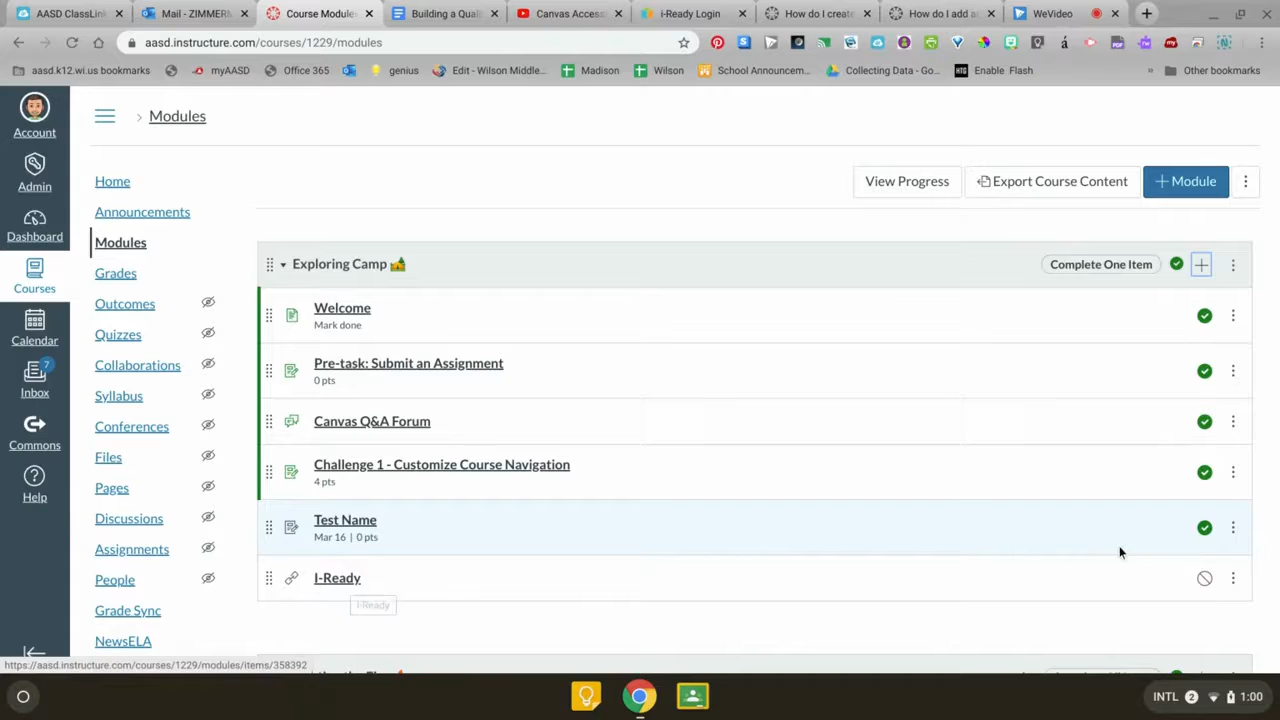 AASD ClassLink
Mail - ZIMMERM
Course Modules
Building a Qual
Canvas Access
i-Ready Login
How do I create
How do I add as
WeVideo
aasd.instructure.com/courses/1229/modules
aasd.k12.wi.us bookmarks
myAASD
Office 365
genius
Edit - Wilson Middle...
Madison
Wilson
School Announcem...
Collecting Data - Go...
Enable Flash
»
Other bookmarks
Account
Admin
Dashboard
Courses
Calendar
7
Inbox
Commons
Help
> Modules
Home
Announcements
Modules
Grades
Outcomes
Quizzes
Collaborations
Syllabus
Conferences
Files
Pages
Discussions
Assignments
People
Grade Sync
NewsELA
View Progress
Export Course Content
+ Module
Exploring Camp
Complete One Item
Welcome
Mark done
Pre-task: Submit an Assignment
0 pts
Canvas Q&A Forum
Challenge 1 - Customize Course Navigation
4 pts
Test Name
Mar 16 | 0 pts
I-Ready
I-Ready
https://aasd.instructure.com/courses/1229/modules/items/358392
INTL 2 1:00